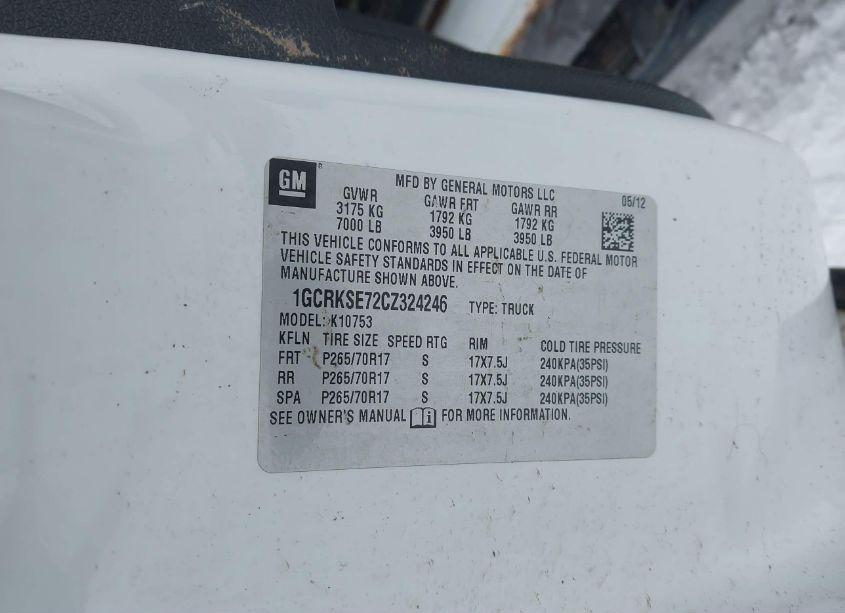 GM ®
MFD BY GENERAL MOTORS LLC 05/12
GVWR GAWR FRT GAWR RR
3175 KG 1792 KG 1792 KG
7000 LB 3950 LB 3950 LB
THIS VEHICLE CONFORMS TO ALL APPLICABLE U.S. FEDERAL MOTOR
VEHICLE SAFETY STANDARDS IN EFFECT ON THE DATE OF
MANUFACTURE SHOWN ABOVE.
1GCRKSE72CZ324246 TYPE: TRUCK
MODEL: K10753
KFLN TIRE SIZE SPEED RTG RIM COLD TIRE PRESSURE
FRT P265/70R17 S 17X7.5J 240KPA(35PSI)
RR P265/70R17 S 17X7.5J 240KPA(35PSI)
SPA P265/70R17 S 17X7.5J 240KPA(35PSI)
SEE OWNER'S MANUAL FOR MORE INFORMATION.